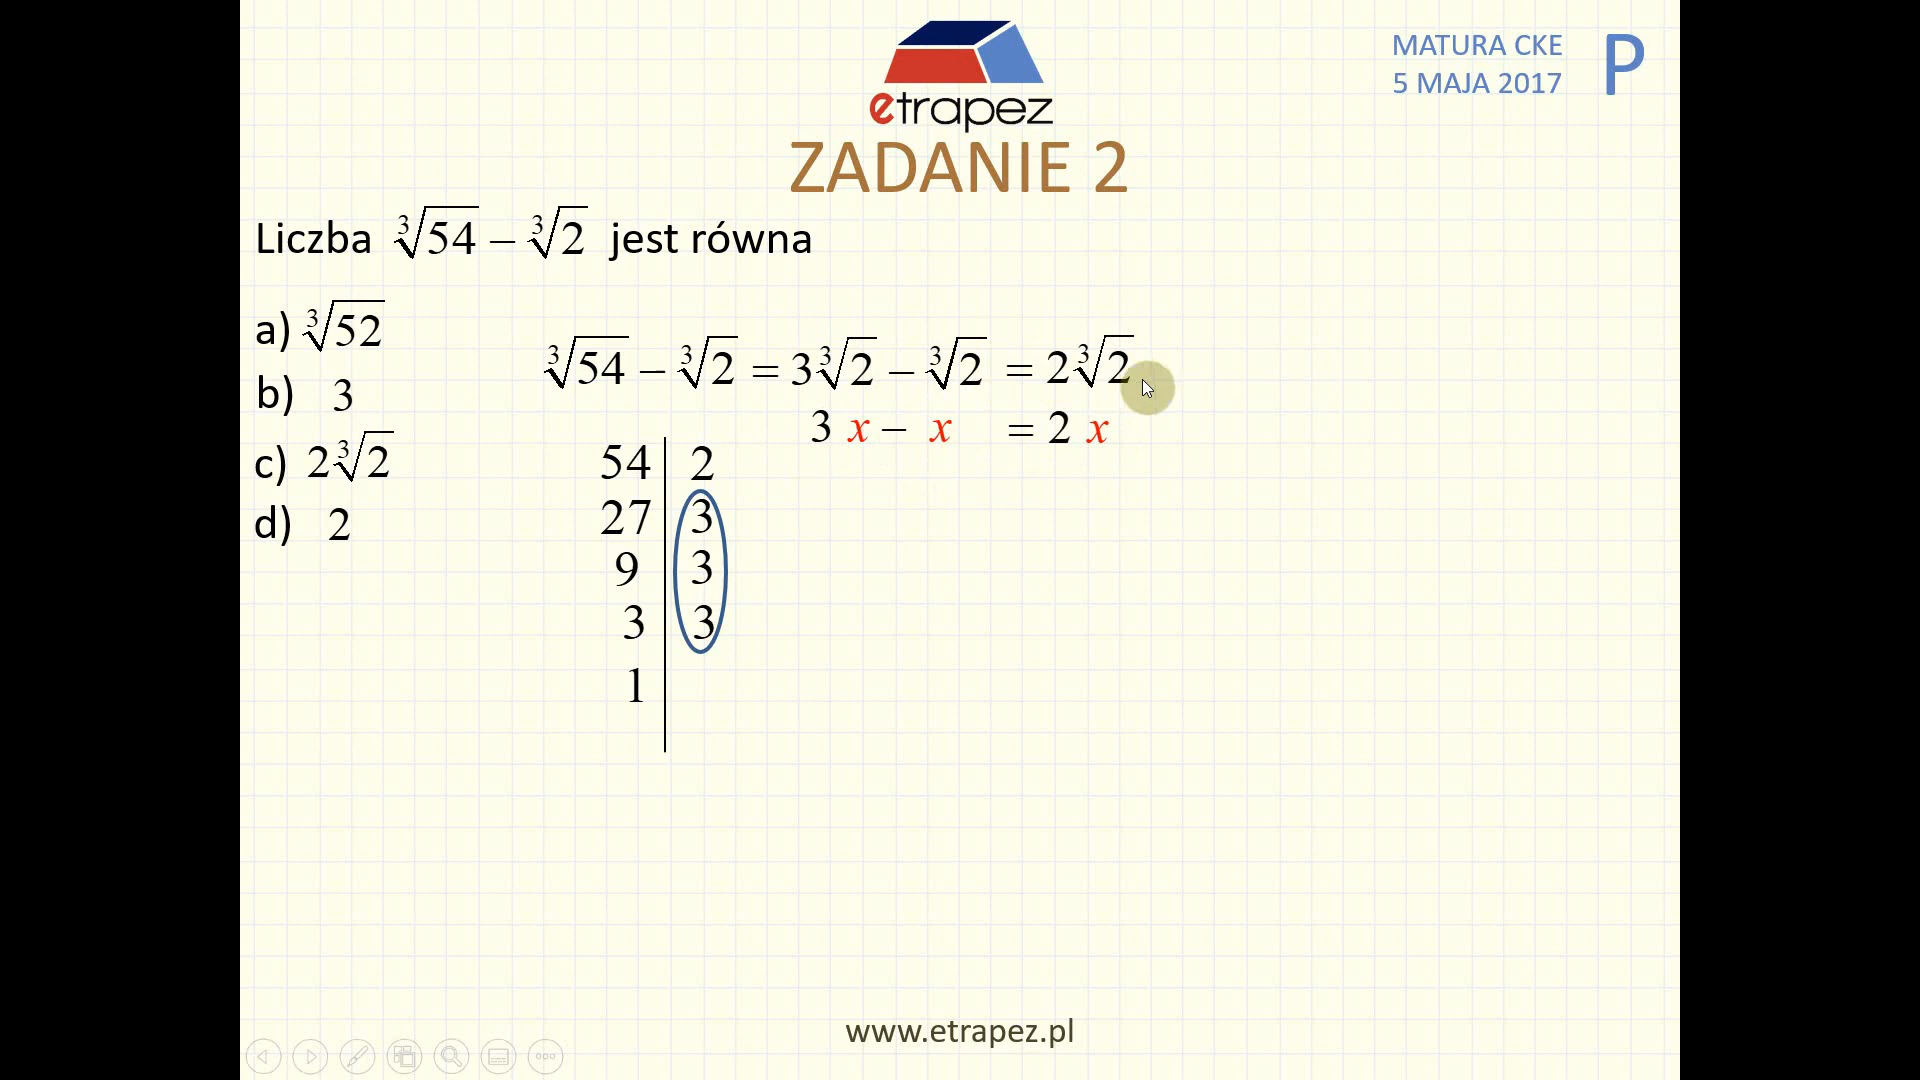 MATURA CKE
5 MAJA 2017
P
etrapez
ZADANIE 2
Liczba ∛54 – ∛2 jest równa
a) ∛52
b) 3
c) 2∛2
d) 2
∛54 – ∛2 = 3∛2 – ∛2 = 2∛2
3 x – x = 2 x
54 | 2
27 | 3
9 | 3
3 | 3
1 |
www.etrapez.pl